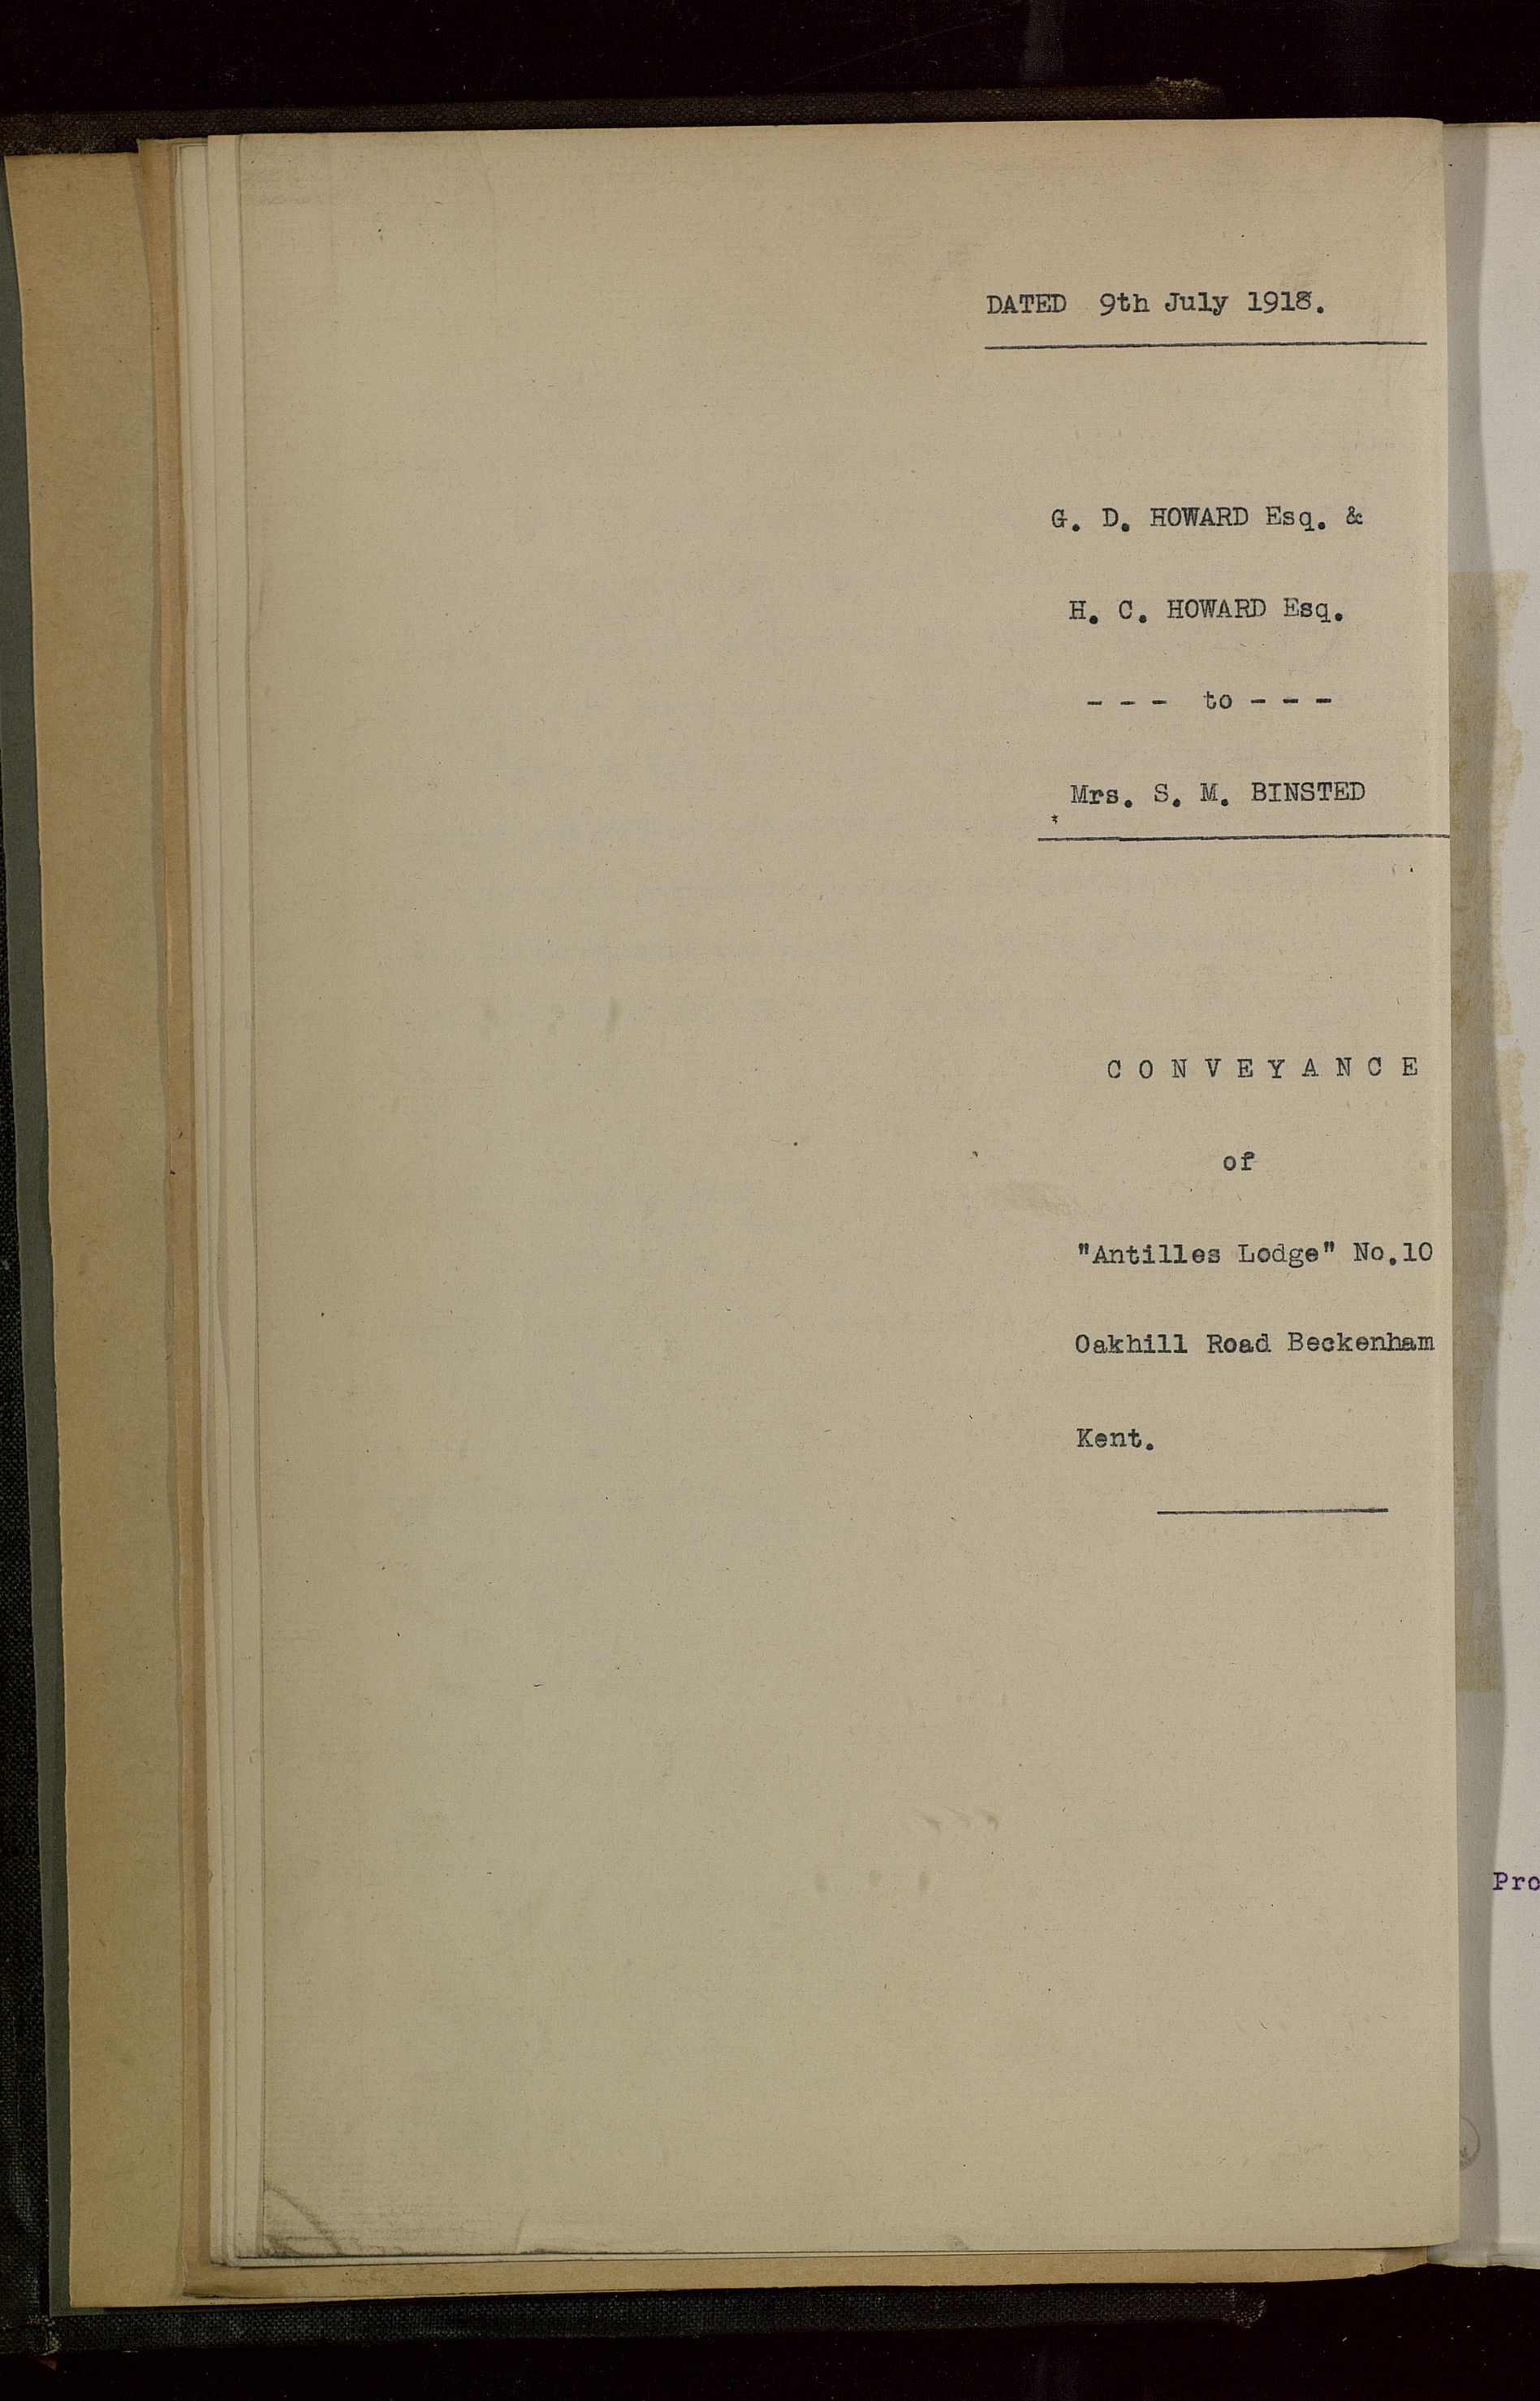 DATED 9th July 1918.
G. D. HOWARD Esq. &
H. C. HOWARD Esq.
- - - to - - -
Mrs. S. M. BINSTED
C O N V E Y A N C E
of
"Antilles Lodge" No.10
Oakhill Road Beckenham
Kent.
Pro